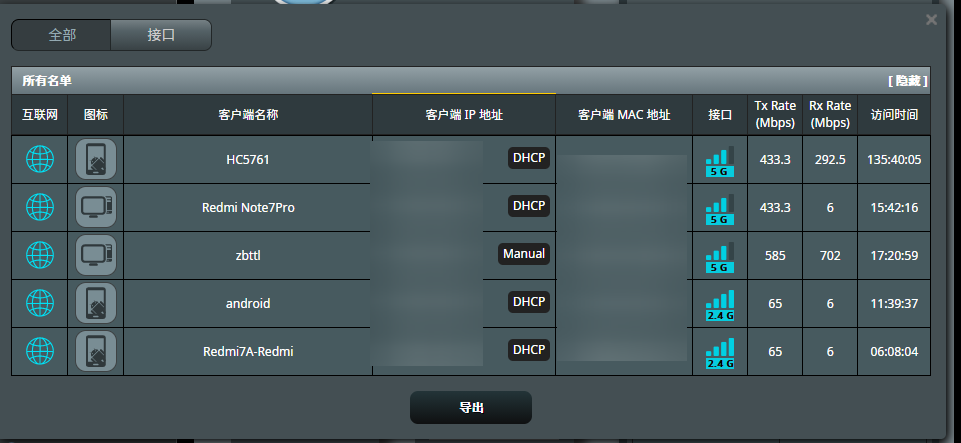 全部 接口
所有名单 [ 隐藏 ]
互联网 图标 客户端名称 客户端 IP 地址 客户端 MAC 地址 接口 Tx Rate (Mbps) Rx Rate (Mbps) 访问时间
HC5761 DHCP 5 G 433.3 292.5 135:40:05
Redmi Note7Pro DHCP 5 G 433.3 6 15:42:16
zbttl Manual 5 G 585 702 17:20:59
android DHCP 2.4 G 65 6 11:39:37
Redmi7A-Redmi DHCP 2.4 G 65 6 06:08:04
导出